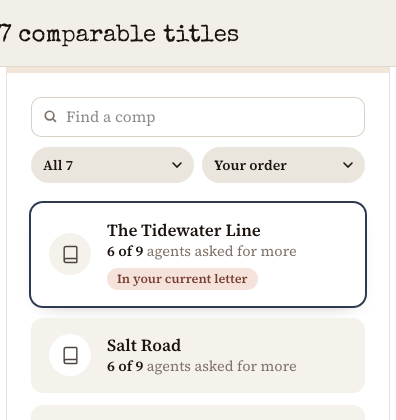 7 comparable titles
Find a comp
All 7
Your order
The Tidewater Line
6 of 9 agents asked for more
In your current letter
Salt Road
6 of 9 agents asked for more